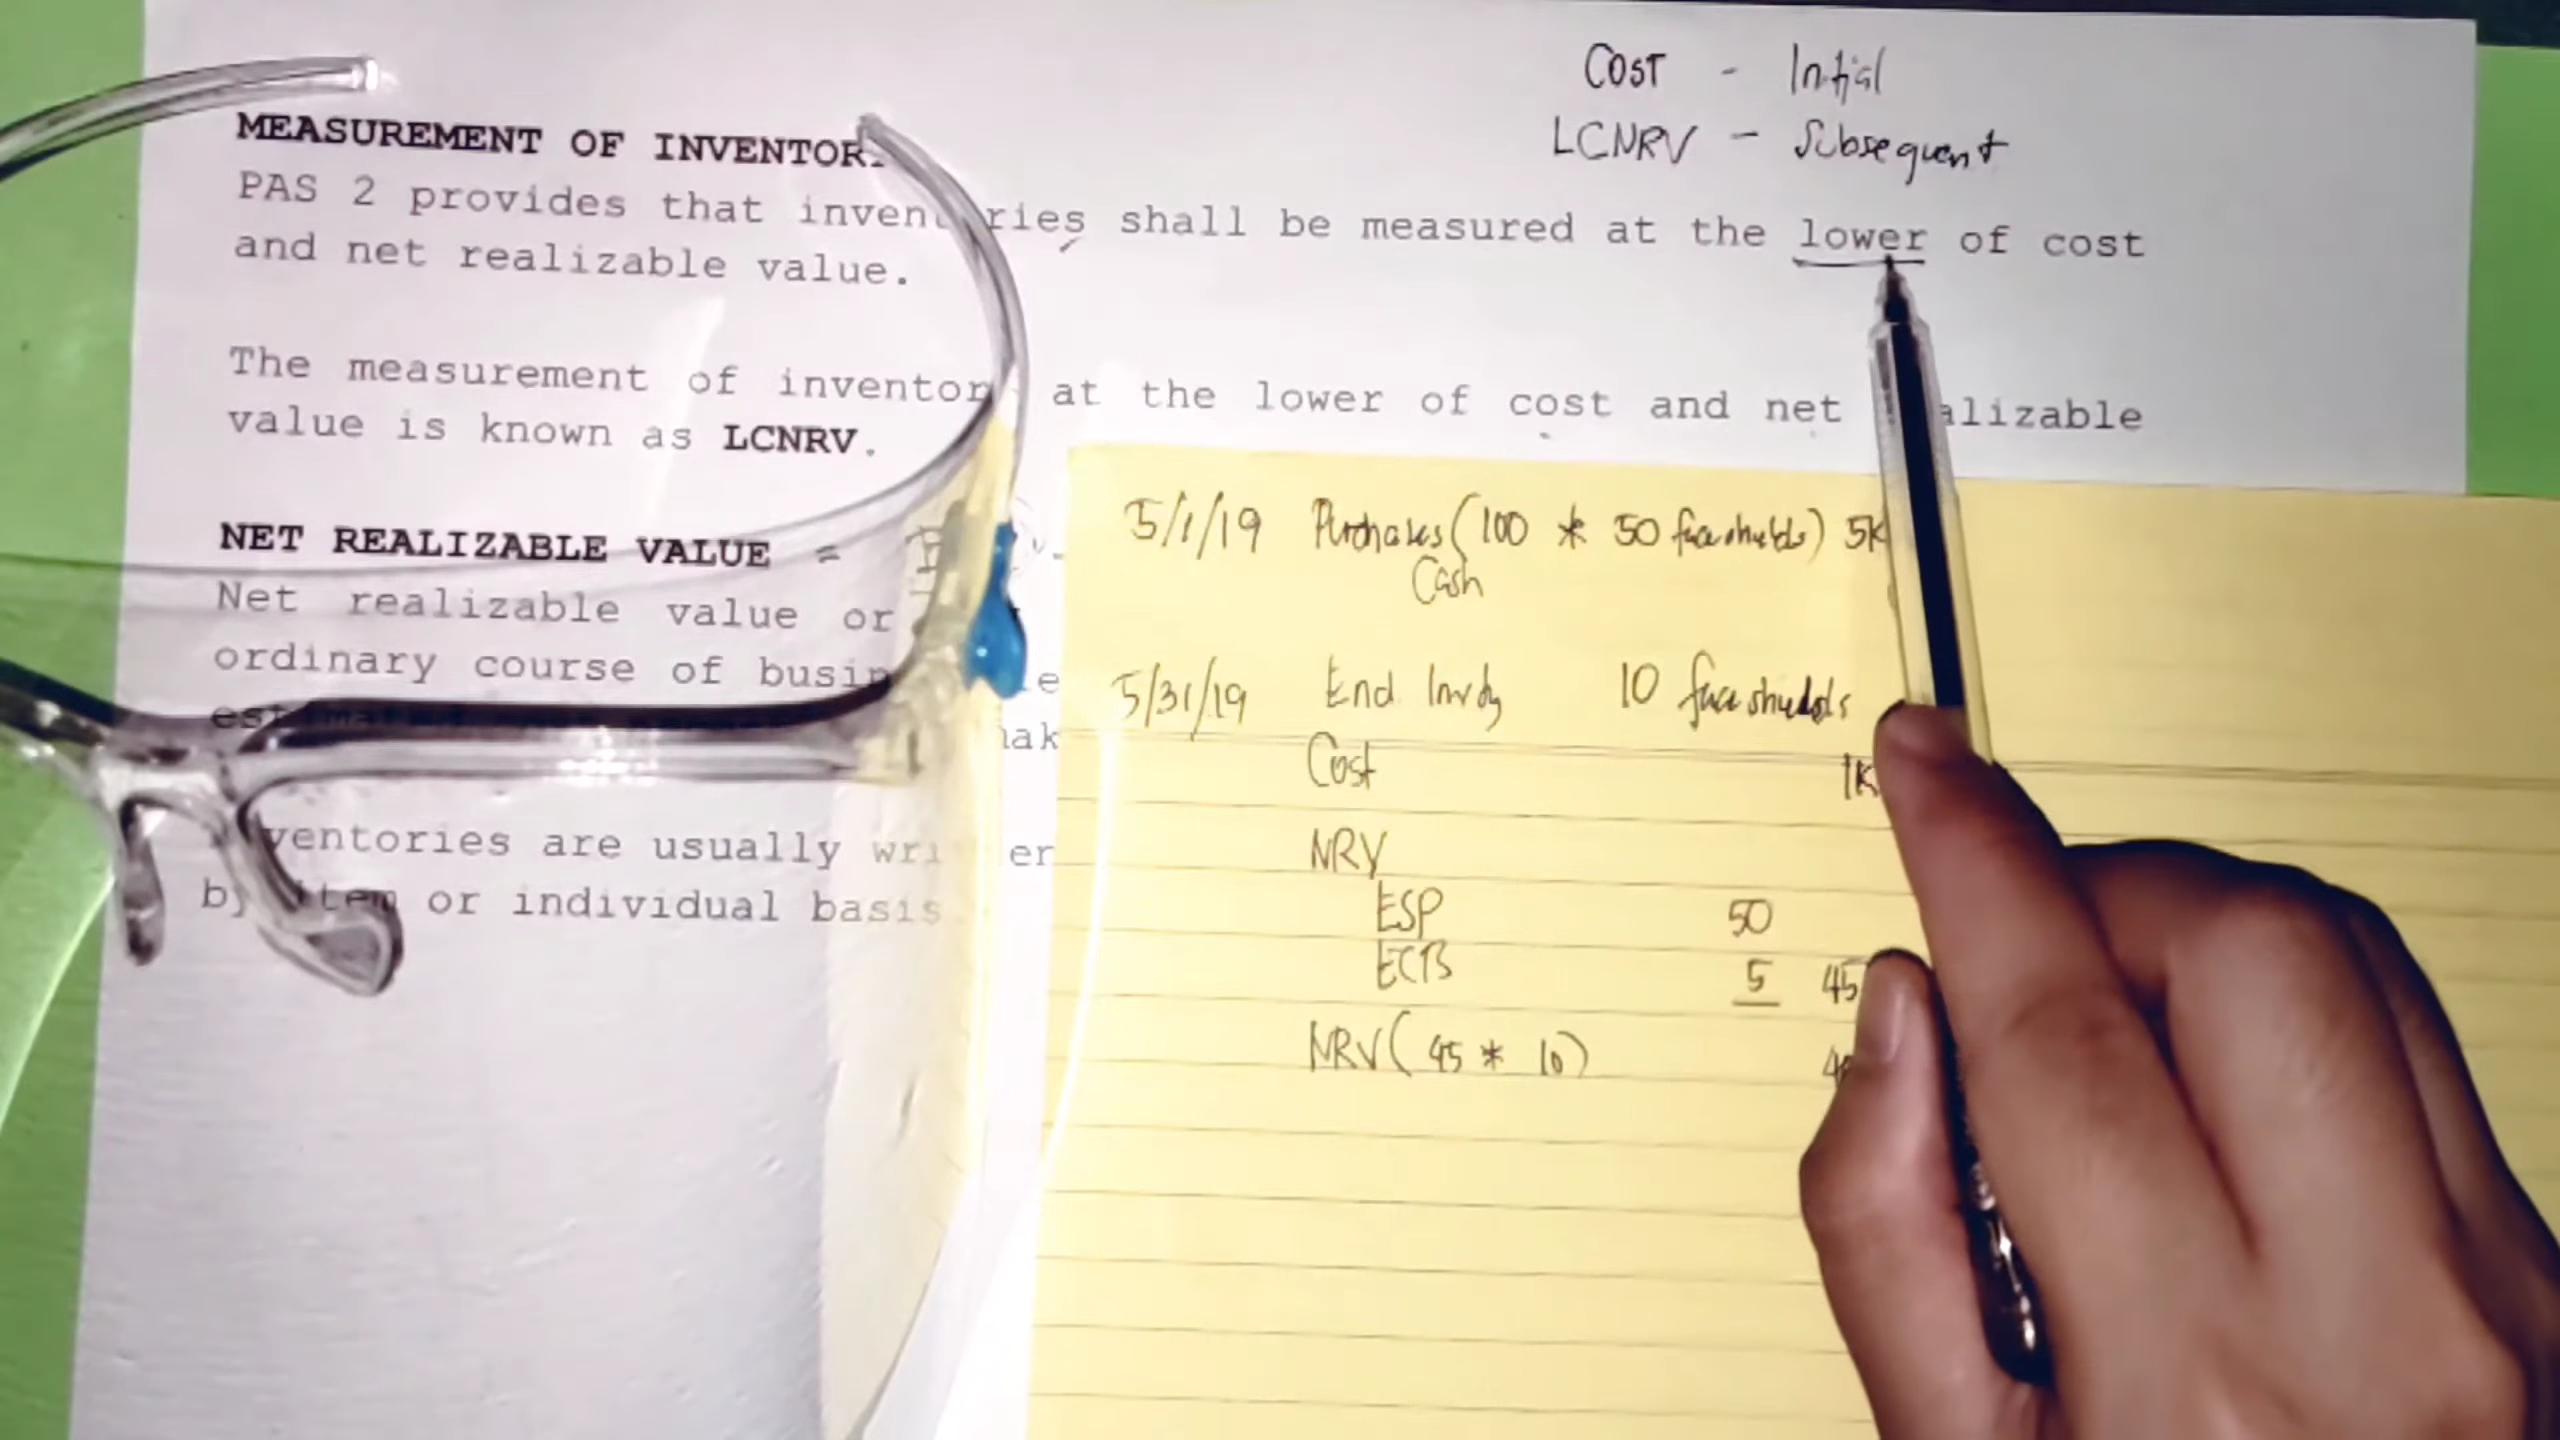 COST - Initial
LCNRV - Subsequent
MEASUREMENT OF INVENTOR
PAS 2 provides that inventories shall be measured at the lower of cost
and net realizable value.
The measurement of inventor at the lower of cost and net alizable
value is known as LCNRV.
NET REALIZABLE VALUE =
Net realizable value or
ordinary course of busin
ventories are usually wri er
by item or individual basis
5/1/19 Purchases (100 * 50 faceshields) 5K
Cash
5/31/19 End Invty 10 faceshields
Cost 1K
NRV
ESP 50
ECTS 5 45
NRV (45 * 10)